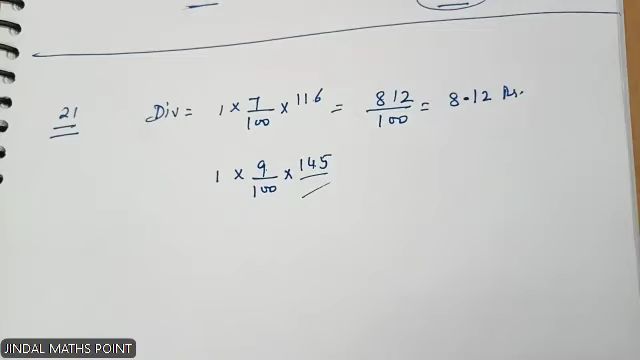 21 Div = 1 × 7/100 × 116 = 812/100 = 8.12 Rs.
1 × 9/100 × 145
JINDAL MATHS POINT